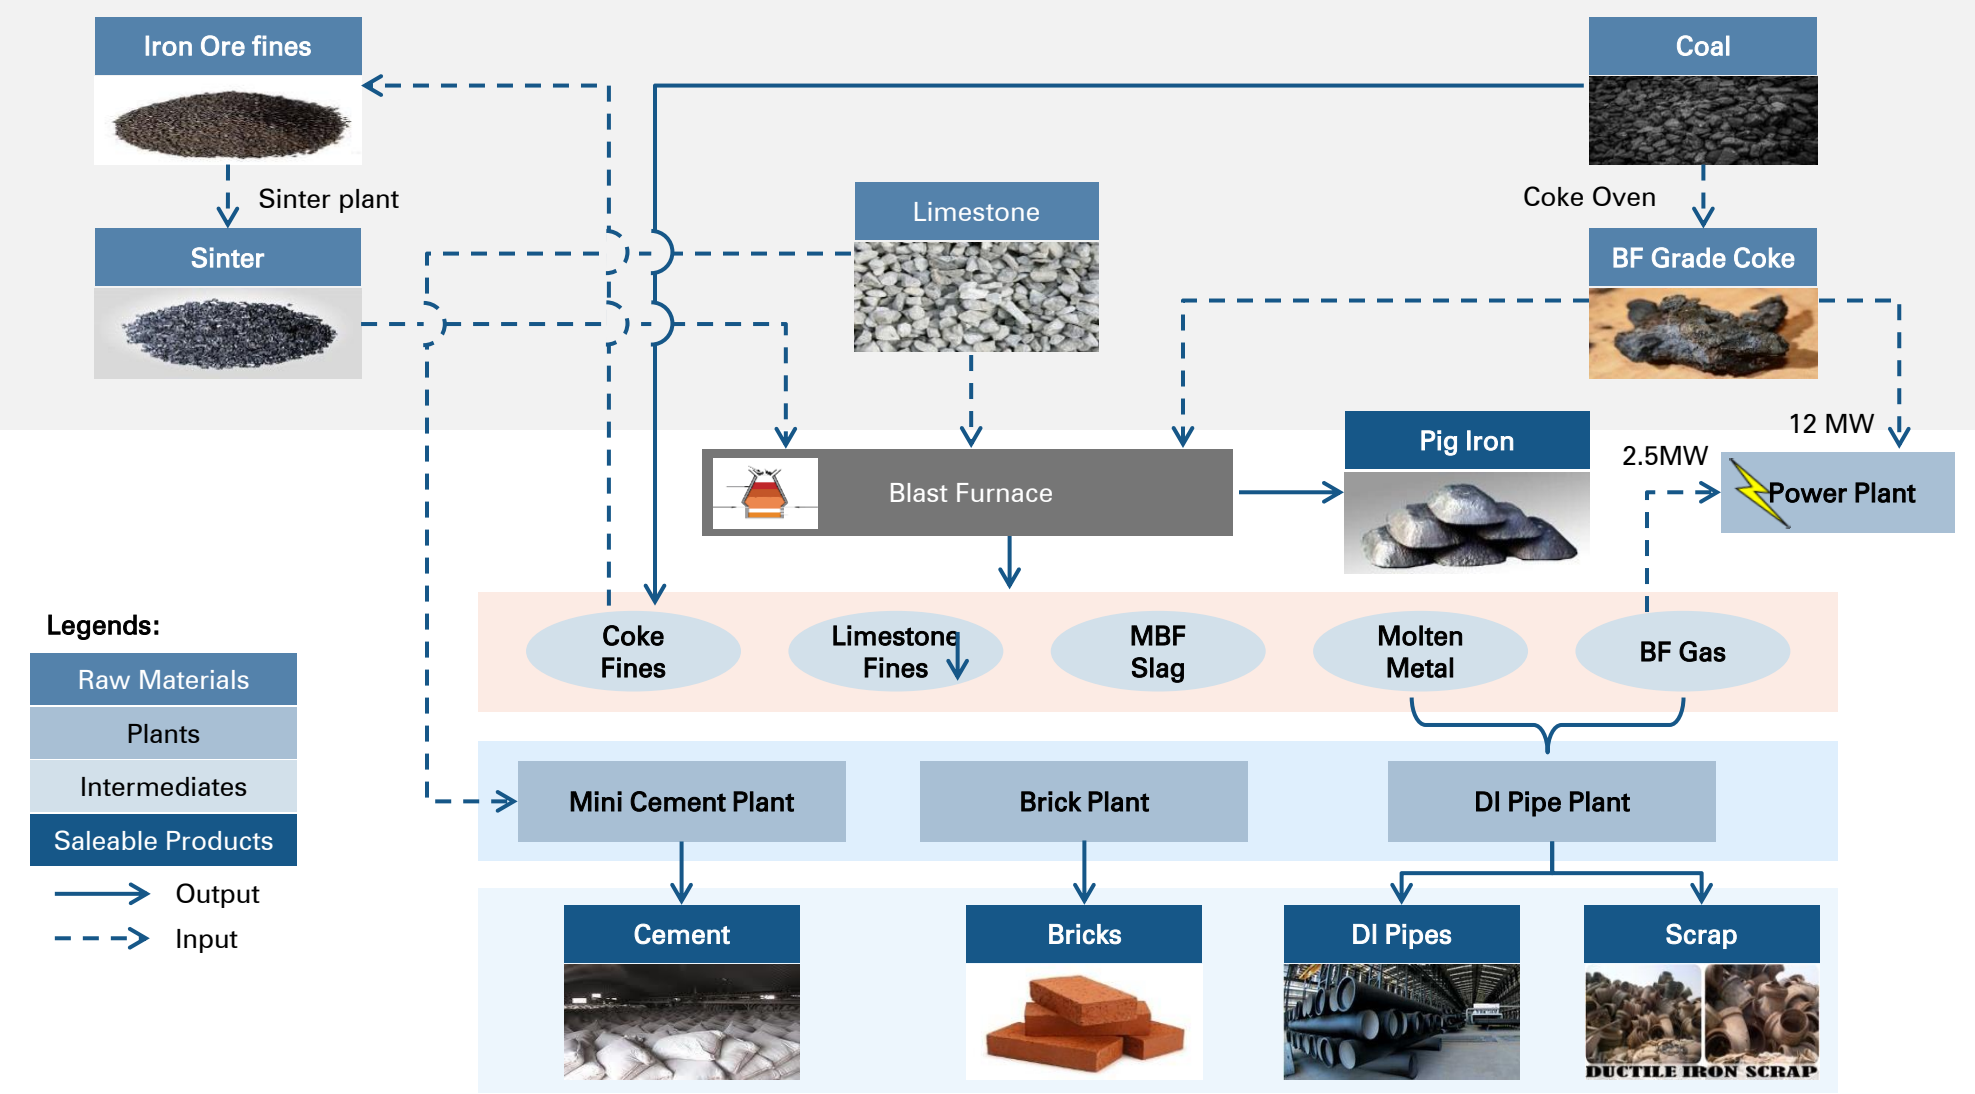 Iron Ore fines
Coal
Sinter plant
Coke Oven
Limestone
Sinter
BF Grade Coke
12 MW
Pig Iron
2.5MW
Blast Furnace
Power Plant
Coke
Fines
Limestone
Fines
MBF
Slag
Molten
Metal
BF Gas
Legends:
Raw Materials
Plants
Intermediates
Saleable Products
Output
Input
Mini Cement Plant
Brick Plant
DI Pipe Plant
Cement
Bricks
DI Pipes
Scrap
DUCTILE IRON SCRAP